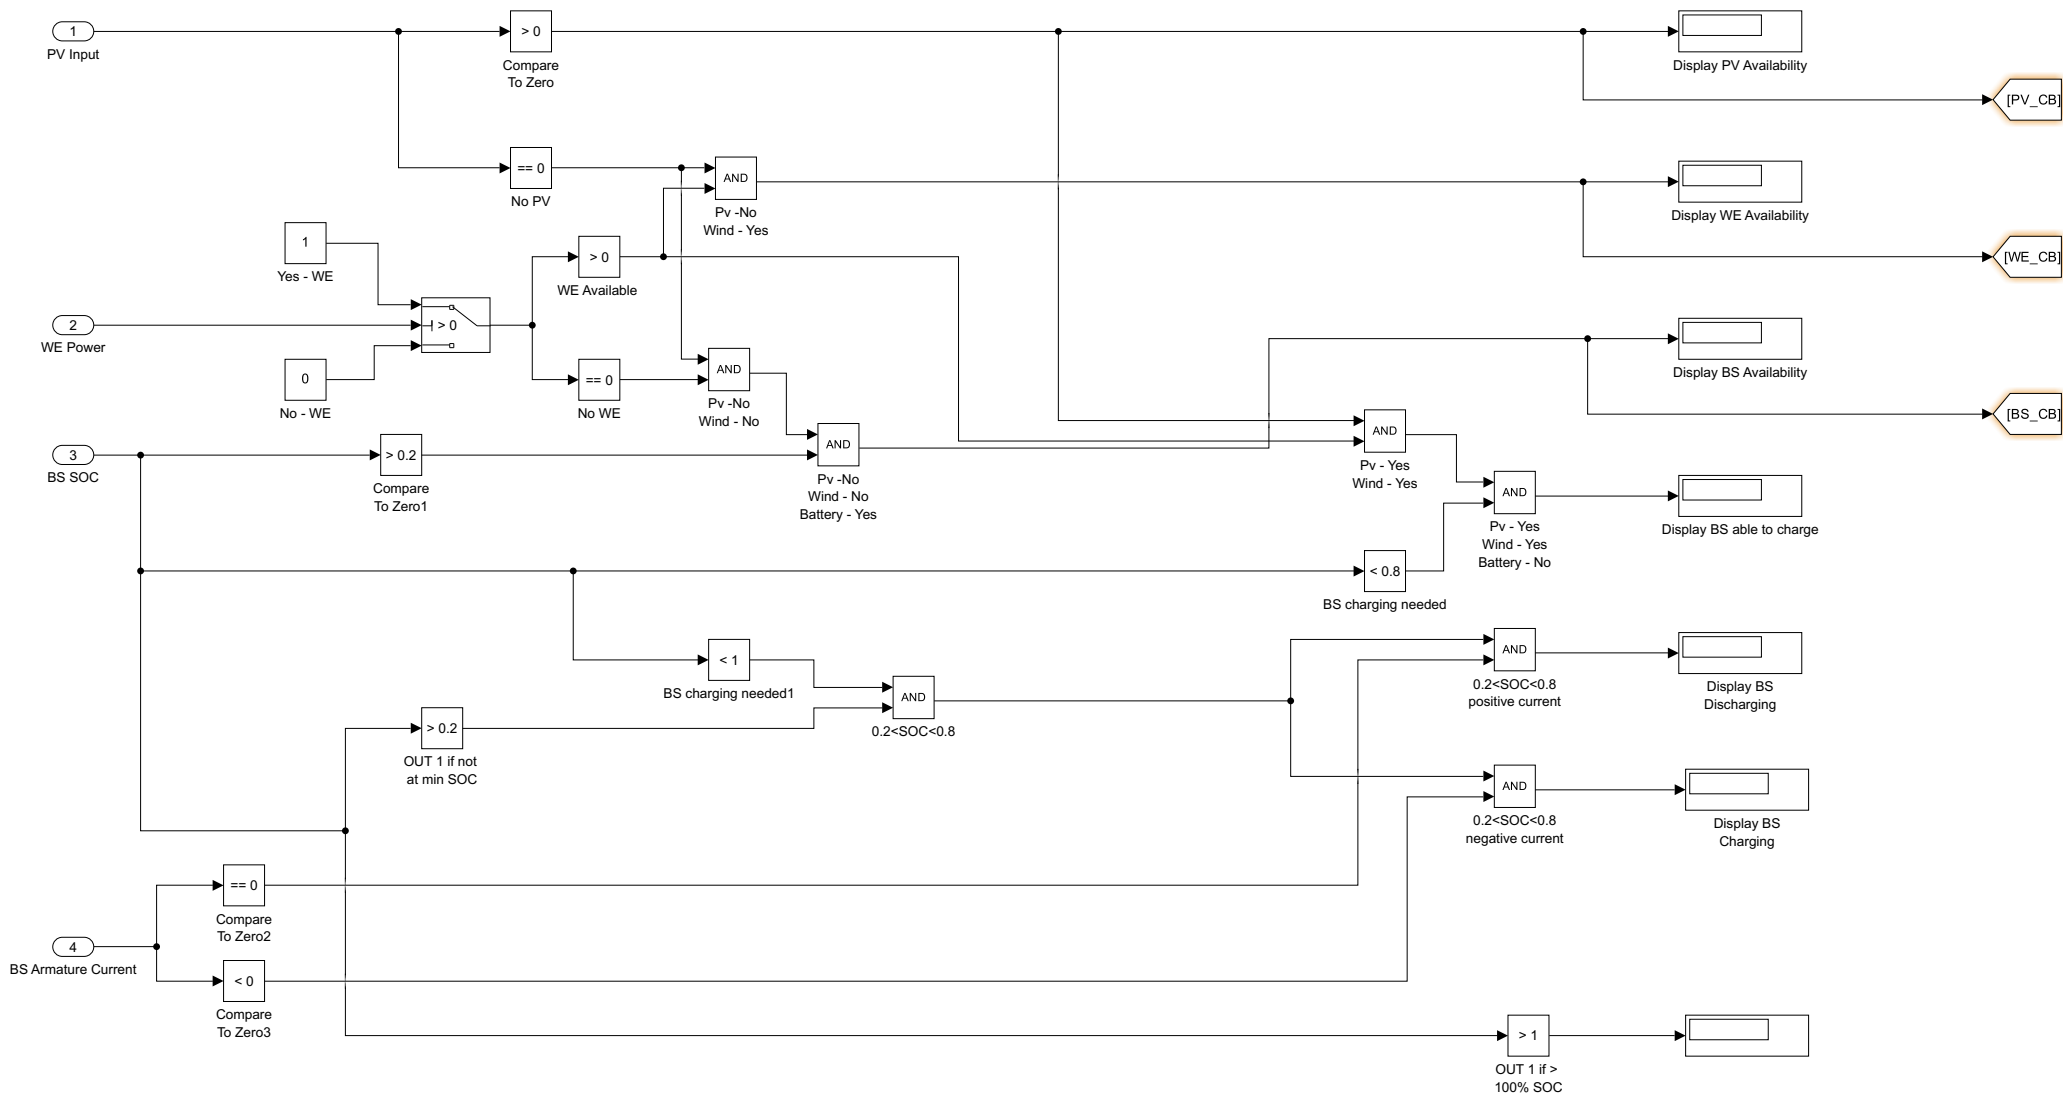 1
PV Input
> 0
Compare
To Zero
Display PV Availability
[PV_CB]
== 0
No PV
AND
Pv -No
Wind - Yes
Display WE Availability
[WE_CB]
1
Yes - WE
> 0
WE Available
2
WE Power
> 0
0
No - WE
== 0
No WE
AND
Pv -No
Wind - No
Display BS Availability
[BS_CB]
3
BS SOC
> 0.2
Compare
To Zero1
AND
Pv -No
Wind - No
Battery - Yes
AND
Pv - Yes
Wind - Yes
AND
Pv - Yes
Wind - Yes
Battery - No
Display BS able to charge
< 0.8
BS charging needed
< 1
BS charging needed1
> 0.2
OUT 1 if not
at min SOC
AND
0.2<SOC<0.8
AND
0.2<SOC<0.8
positive current
Display BS
Discharging
AND
0.2<SOC<0.8
negative current
Display BS
Charging
== 0
Compare
To Zero2
4
BS Armature Current
< 0
Compare
To Zero3
> 1
OUT 1 if >
100% SOC